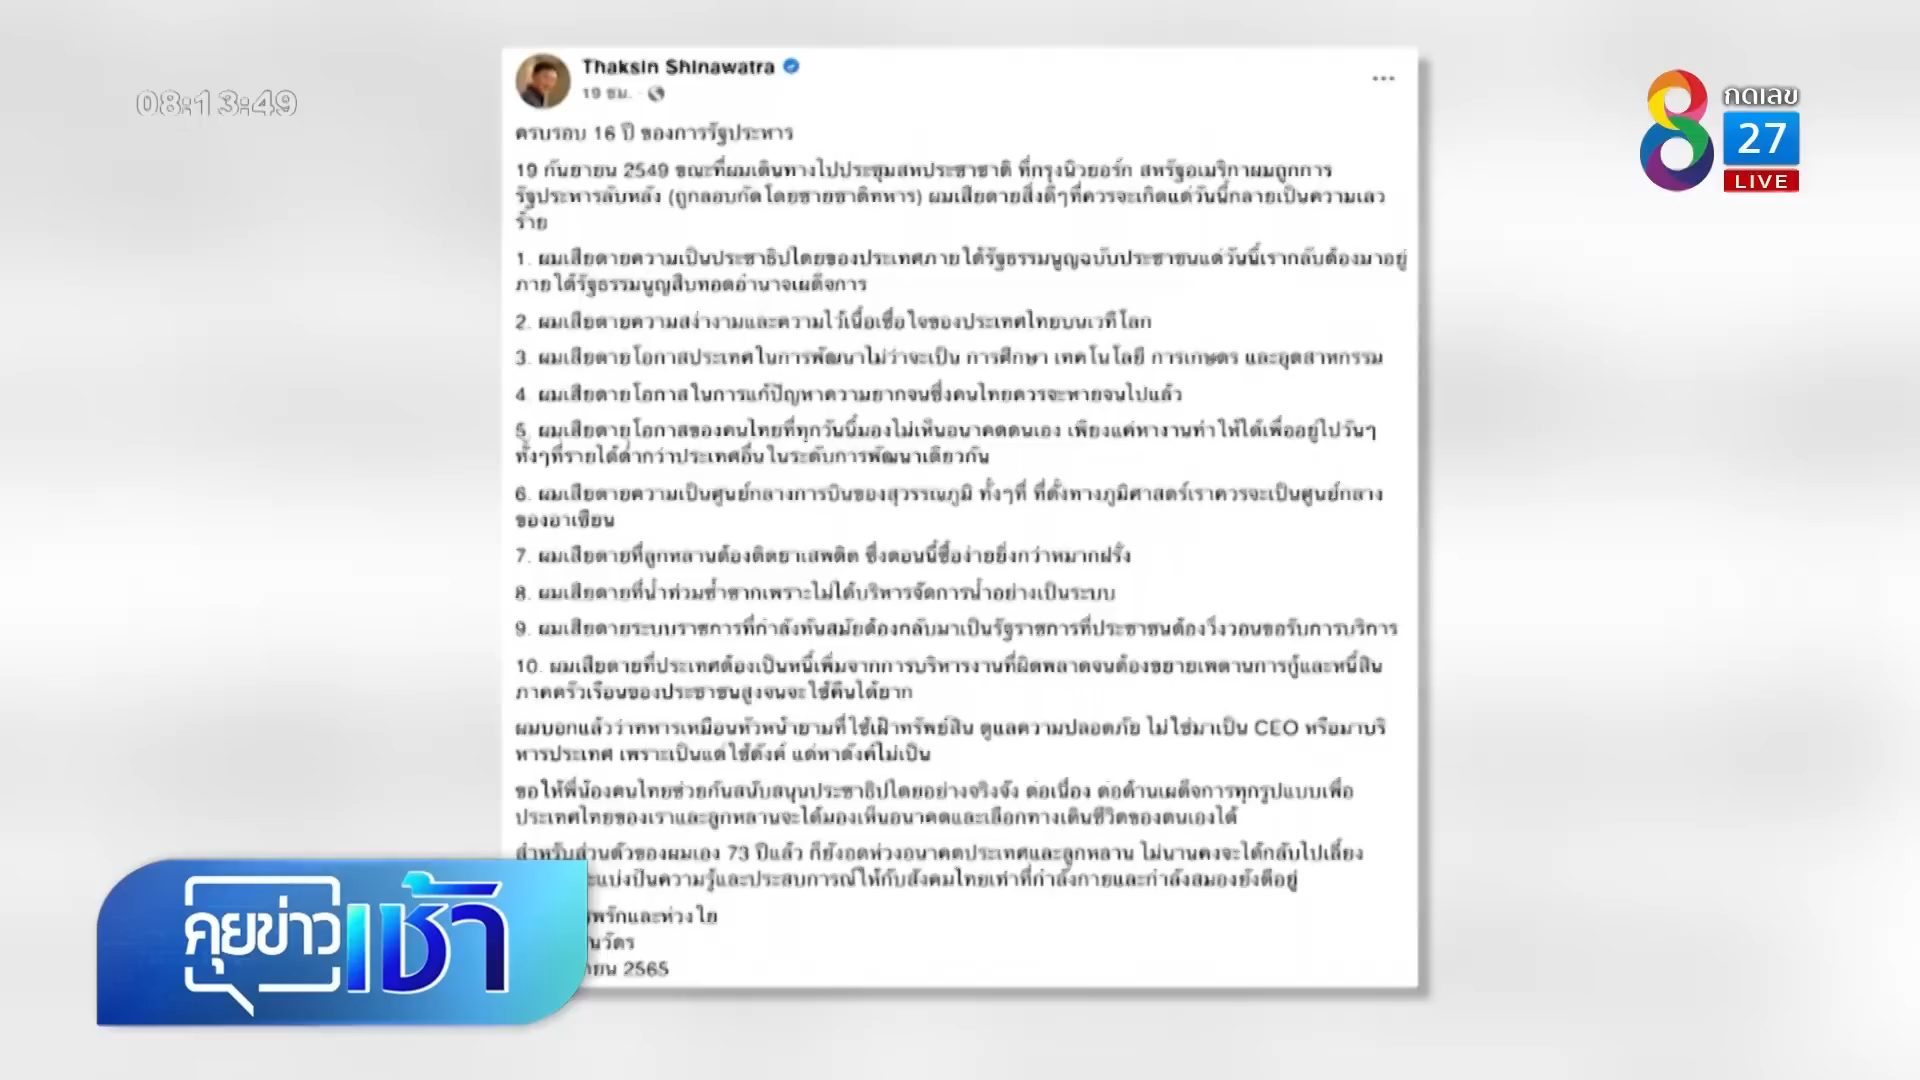 08:13:49
Thaksin Shinawatra
19 ชม.
ครบรอบ 16 ปี ของการรัฐประหาร
19 กันยายน 2549 ขณะที่ผมเดินทางไปประชุมสหประชาชาติ ที่กรุงนิวยอร์ก สหรัฐอเมริกาผมถูกการ
รัฐประหารลับหลัง (ถูกลอบกัดโดยชายชาติทหาร) ผมเสียดายสิ่งดีๆที่ควรจะเกิดแต่วันนี้กลายเป็นความเลว
ร้าย
1. ผมเสียดายความเป็นประชาธิปไตยของประเทศภายใต้รัฐธรรมนูญฉบับประชาชนแต่วันนี้เรากลับต้องมาอยู่
ภายใต้รัฐธรรมนูญสืบทอดอำนาจเผด็จการ
2. ผมเสียดายความสง่างามและความไว้เนื้อเชื่อใจของประเทศไทยบนเวทีโลก
3. ผมเสียดายโอกาสประเทศในการพัฒนาไม่ว่าจะเป็น การศึกษา เทคโนโลยี การเกษตร และอุตสาหกรรม
4. ผมเสียดายโอกาสในการแก้ปัญหาความยากจนซึ่งคนไทยควรจะหายจนไปแล้ว
5. ผมเสียดายโอกาสของคนไทยที่ทุกวันนี้มองไม่เห็นอนาคตตนเอง เพียงแค่หางานทำให้ได้เพื่ออยู่ไปวันๆ
ทั้งๆที่รายได้ต่ำกว่าประเทศอื่นในระดับการพัฒนาเดียวกัน
6. ผมเสียดายความเป็นศูนย์กลางการบินของสุวรรณภูมิ ทั้งๆที่ ที่ตั้งทางภูมิศาสตร์เราควรจะเป็นศูนย์กลาง
ของอาเซียน
7. ผมเสียดายที่ลูกหลานต้องติดยาเสพติด ซึ่งตอนนี้ซื้อง่ายยิ่งกว่าหมากฝรั่ง
8. ผมเสียดายที่น้ำท่วมซ้ำซากเพราะไม่ได้บริหารจัดการน้ำอย่างเป็นระบบ
9. ผมเสียดายระบบราชการที่กำลังทันสมัยต้องกลับมาเป็นรัฐราชการที่ประชาชนต้องวิงวอนขอรับการบริการ
10. ผมเสียดายที่ประเทศต้องเป็นหนี้เพิ่มจากการบริหารงานที่ผิดพลาดจนต้องขยายเพดานการกู้และหนี้สิน
ภาคครัวเรือนของประชาชนสูงจนจะใช้คืนได้ยาก
ผมบอกแล้วว่าทหารเหมือนหัวหน้ายามที่ใช้เฝ้าทรัพย์สิน ดูแลความปลอดภัย ไม่ใช่มาเป็น CEO หรือมาบริ
หารประเทศ เพราะเป็นแต่ใช้ตังค์ แต่หาตังค์ไม่เป็น
ขอให้พี่น้องคนไทยช่วยกันสนับสนุนประชาธิปไตยอย่างจริงจัง ต่อเนื่อง ต่อต้านเผด็จการทุกรูปแบบเพื่อ
ประเทศไทยของเราและลูกหลานจะได้มองเห็นอนาคตและเลือกทางเดินชีวิตของตนเองได้
สำหรับส่วนตัวของผมเอง 73 ปีแล้ว ก็ยังอดห่วงอนาคตประเทศและลูกหลาน ไม่นานคงจะได้กลับไปเลี้ยง
ะแบ่งปันความรู้และประสบการณ์ให้กับสังคมไทยเท่าที่กำลังกายและกำลังสมองยังดีอยู่
พรักและห่วงใย
นวัตร
ายน 2565
คุยข่าวเช้า
8
กดเลข
27
LIVE